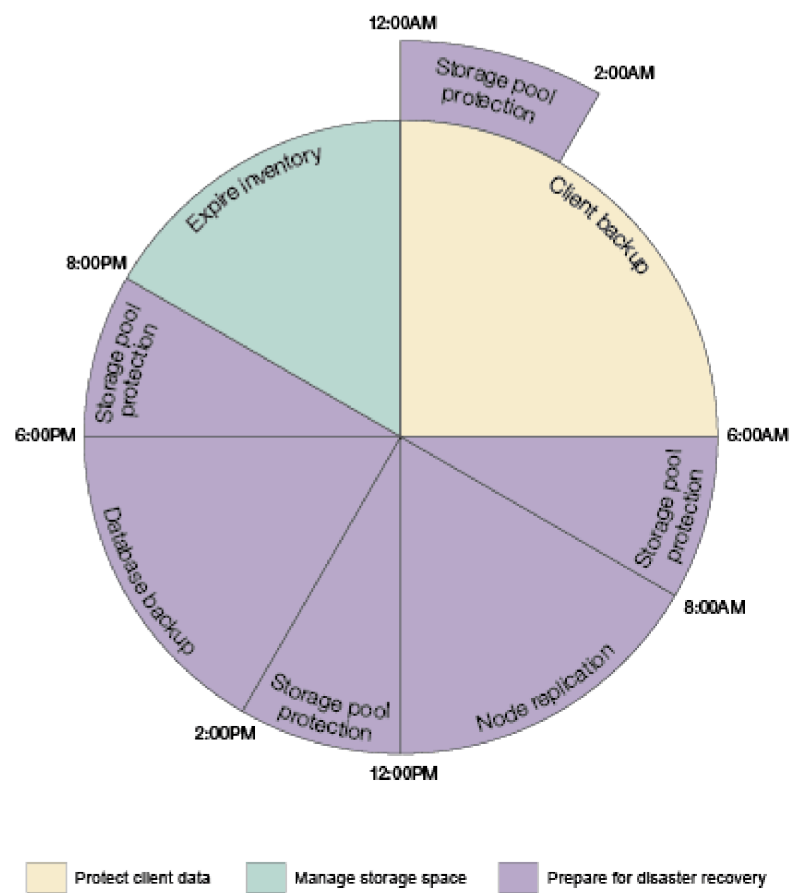 12:00AM
Storage pool
protection
2:00AM
Client backup
Expire inventory
8:00PM
Storage pool
protection
6:00PM
6:00AM
Storage pool
protection
8:00AM
Database backup
Node replication
Storage pool
protection
2:00PM
12:00PM
Protect client data
Manage storage space
Prepare for disaster recovery